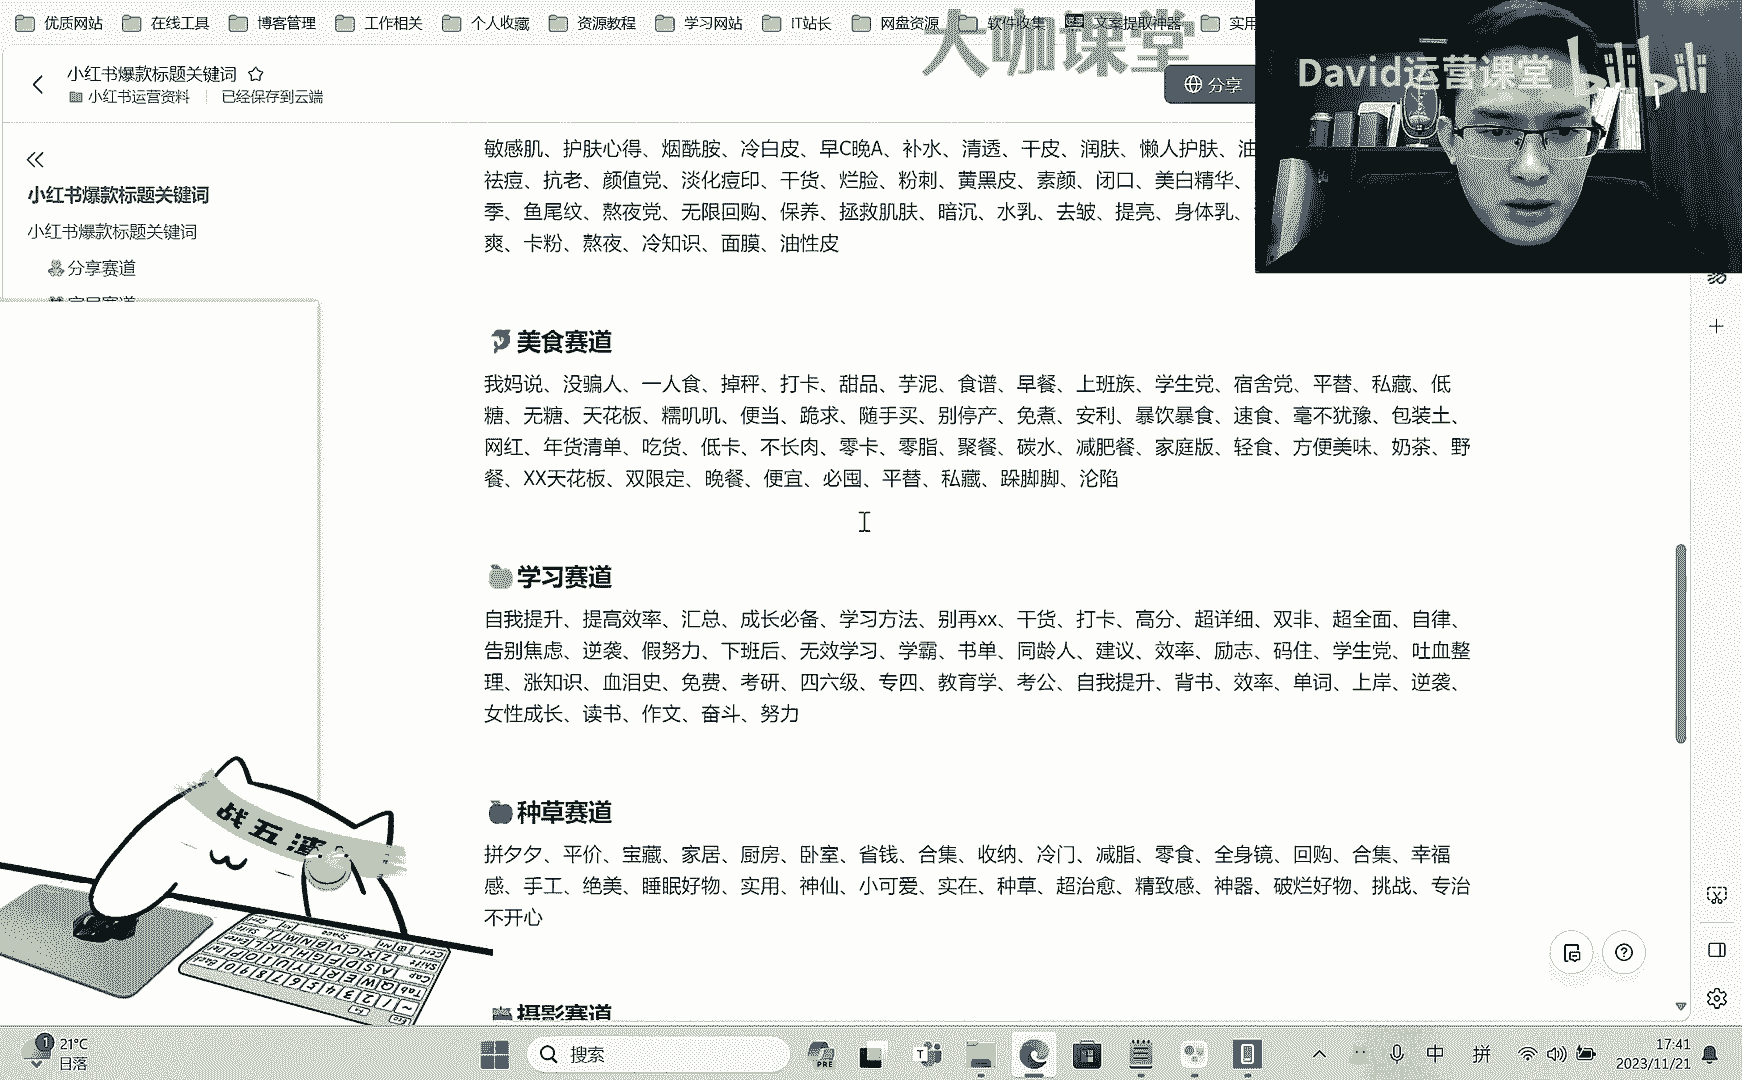 优质网站 在线工具 博客管理 工作相关 个人收藏 资源教程 学习网站 IT站长 网盘资源 软件收集 文案提取神器 实用
大咖课堂
David运营课堂 bilibili
小红书爆款标题关键词
小红书运营资料 已经保存到云端
分享
小红书爆款标题关键词
小红书爆款标题关键词
分享赛道
敏感肌、护肤心得、烟酰胺、冷白皮、早C晚A、补水、清透、干皮、润肤、懒人护肤、油
祛痘、抗老、颜值党、淡化痘印、干货、烂脸、粉刺、黄黑皮、素颜、闭口、美白精华、
季、鱼尾纹、熬夜党、无限回购、保养、拯救肌肤、暗沉、水乳、去皱、提亮、身体乳、
爽、卡粉、熬夜、冷知识、面膜、油性皮
美食赛道
我妈说、没骗人、一人食、掉秤、打卡、甜品、芋泥、食谱、早餐、上班族、学生党、宿舍党、平替、私藏、低
糖、无糖、天花板、糯叽叽、便当、跪求、随手买、别停产、免煮、安利、暴饮暴食、速食、毫不犹豫、包装土、
网红、年货清单、吃货、低卡、不长肉、零卡、零脂、聚餐、碳水、减肥餐、家庭版、轻食、方便美味、奶茶、野
餐、XX天花板、双限定、晚餐、便宜、必囤、平替、私藏、跺脚脚、沦陷
学习赛道
自我提升、提高效率、汇总、成长必备、学习方法、别再xx、干货、打卡、高分、超详细、双非、超全面、自律、
告别焦虑、逆袭、假努力、下班后、无效学习、学霸、书单、同龄人、建议、效率、励志、码住、学生党、吐血整
理、涨知识、血泪史、免费、考研、四六级、专四、教育学、考公、自我提升、背书、效率、单词、上岸、逆袭、
女性成长、读书、作文、奋斗、努力
种草赛道
拼夕夕、平价、宝藏、家居、厨房、卧室、省钱、合集、收纳、冷门、减脂、零食、全身镜、回购、合集、幸福
感、手工、绝美、睡眠好物、实用、神仙、小可爱、实在、种草、超治愈、精致感、神器、破烂好物、挑战、专治
不开心
摄影赛道
战五渣
1
21°C
日落
搜索
PRE
中 拼
17:41
2023/11/21